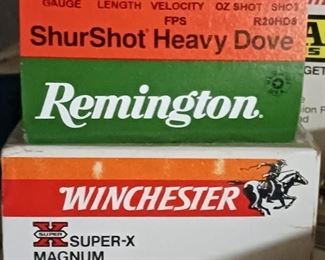 GAUGE LENGTH VELOCITY OZ SHOT SHOT
FPS R20HD8
ShurShot Heavy Dove
Remington®
WINCHESTER
SUPER X SUPER-X
MAGNUM